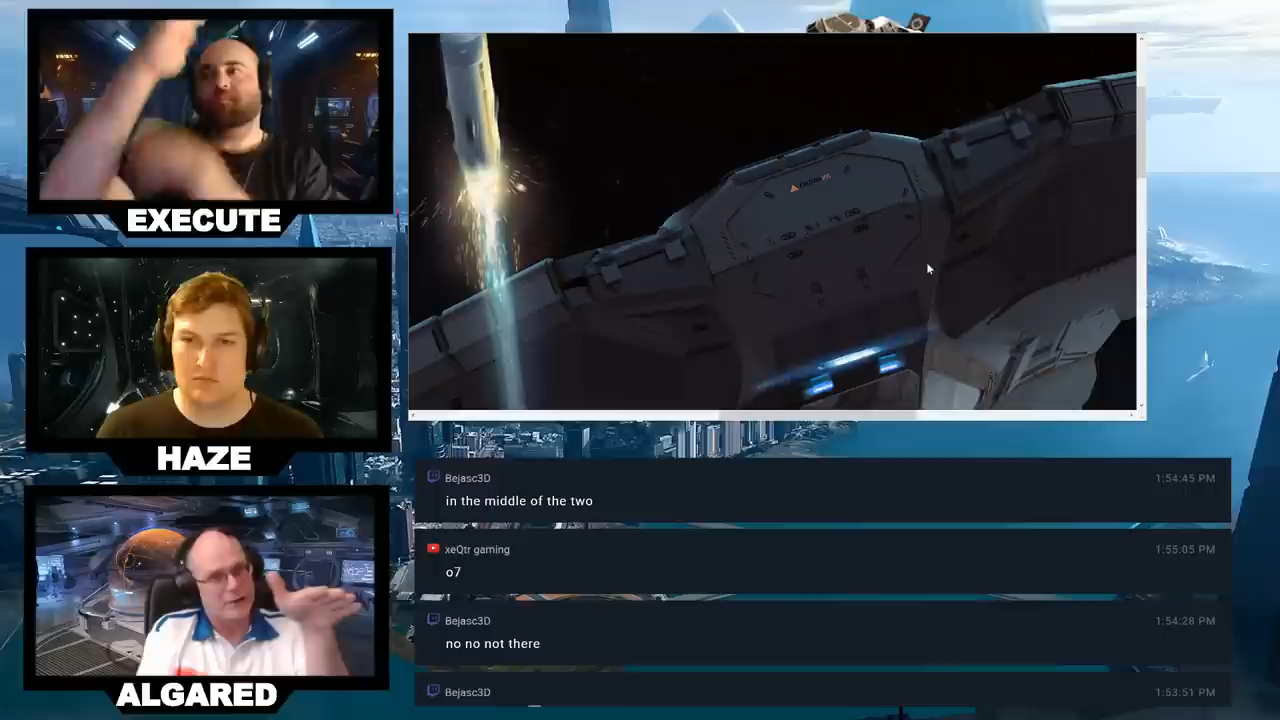 EXECUTE
HAZE
ALGARED
Bejasc3D 1:54:45 PM
in the middle of the two
xeQtr gaming 1:55:05 PM
o7
Bejasc3D 1:54:28 PM
no no not there
Bejasc3D 1:53:51 PM